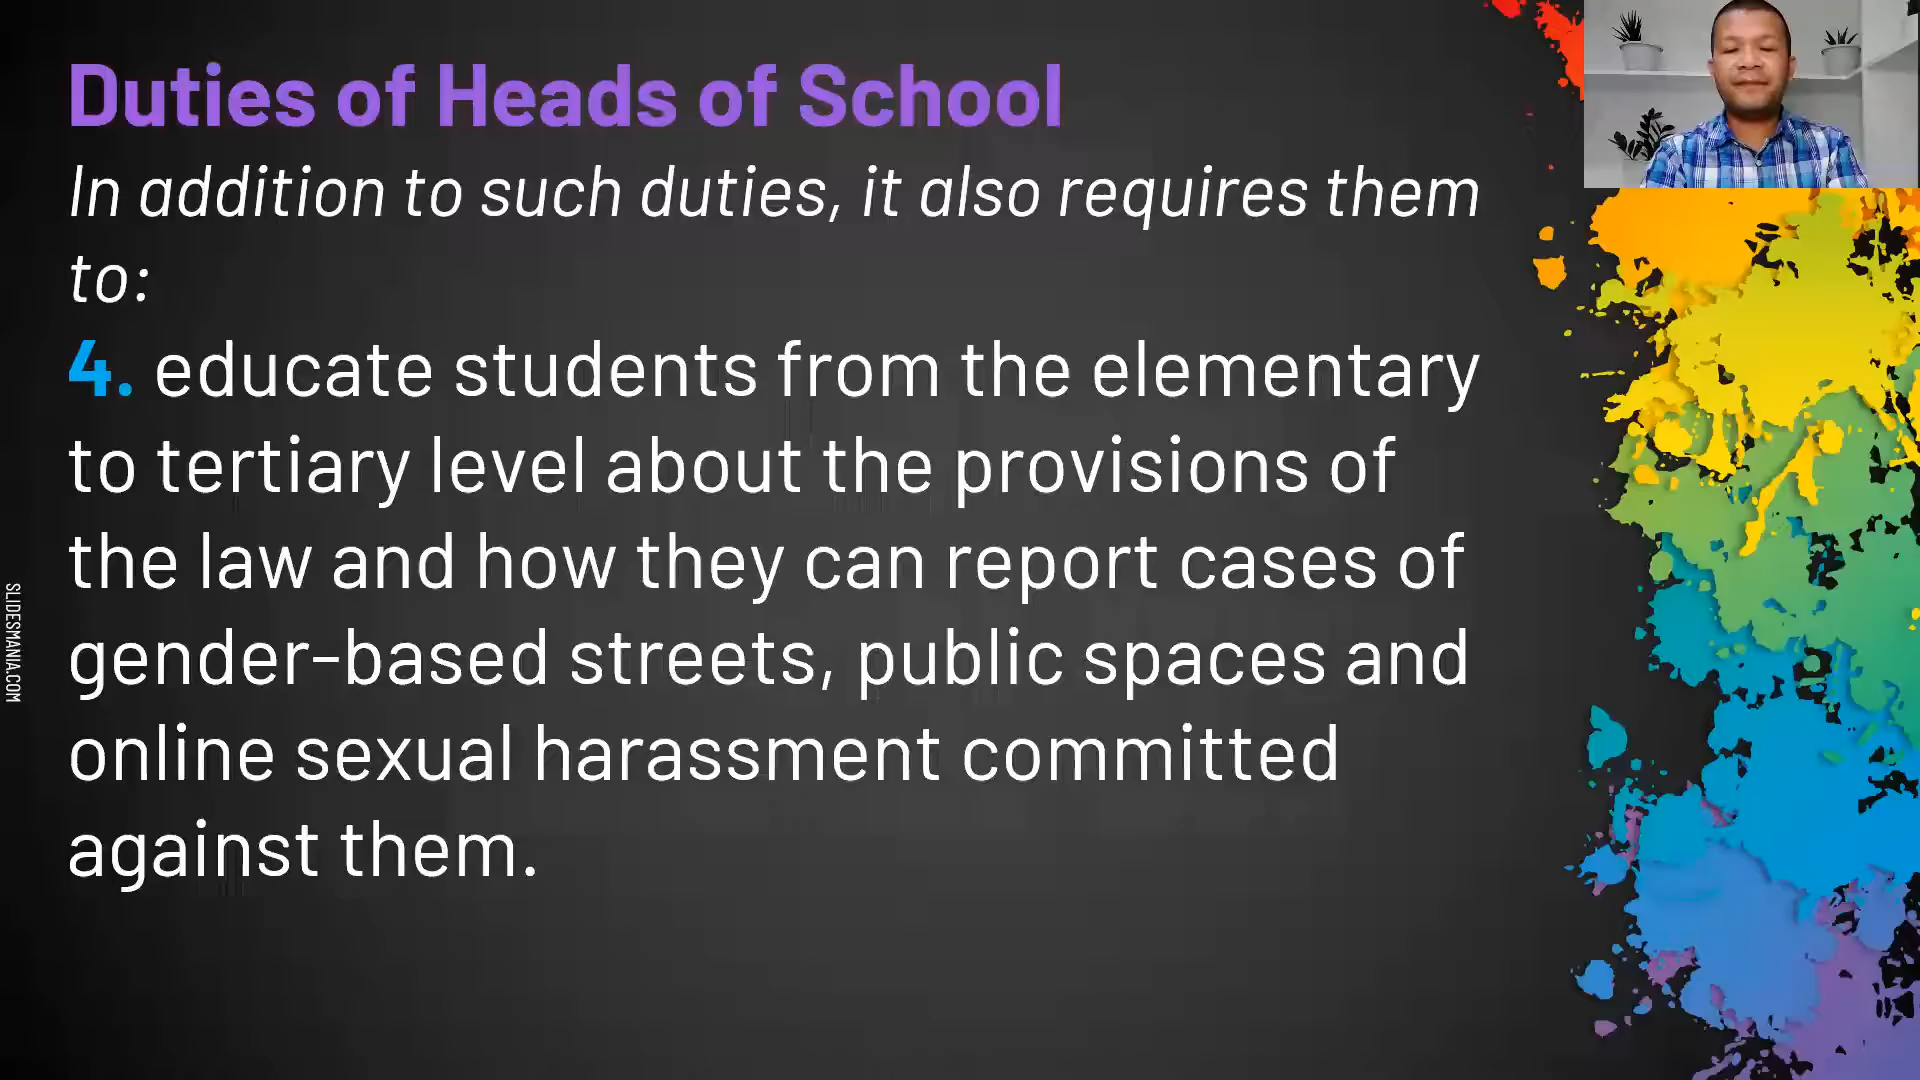 Duties of Heads of School
In addition to such duties, it also requires them
to:
4. educate students from the elementary
to tertiary level about the provisions of
the law and how they can report cases of
gender-based streets, public spaces and
online sexual harassment committed
against them.
SLIDESMANIA.COM